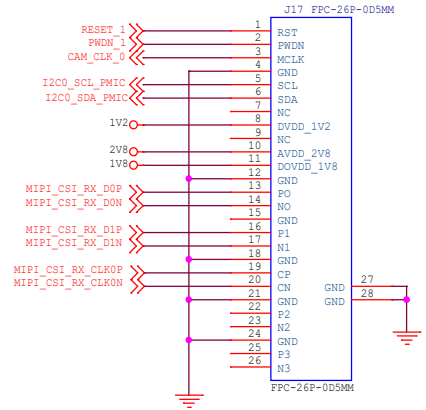 J17 FPC-26P-0D5MM
RESET_1 1 RST
PWDN_1 2 PWDN
CAM_CLK_0 3 MCLK
4 GND
I2C0_SCL_PMIC 5 SCL
I2C0_SDA_PMIC 6 SDA
7 NC
1V2 8 DVDD_1V2
9 NC
2V8 10 AVDD_2V8
1V8 11 DOVDD_1V8
12 GND
MIPI_CSI_RX_D0P 13 PO
MIPI_CSI_RX_D0N 14 NO
15 GND
MIPI_CSI_RX_D1P 16 P1
MIPI_CSI_RX_D1N 17 N1
18 GND
MIPI_CSI_RX_CLK0P 19 CP
MIPI_CSI_RX_CLK0N 20 CN GND 27
21 GND GND 28
22 P2
23 N2
24 GND
25 P3
26 N3
FPC-26P-0D5MM